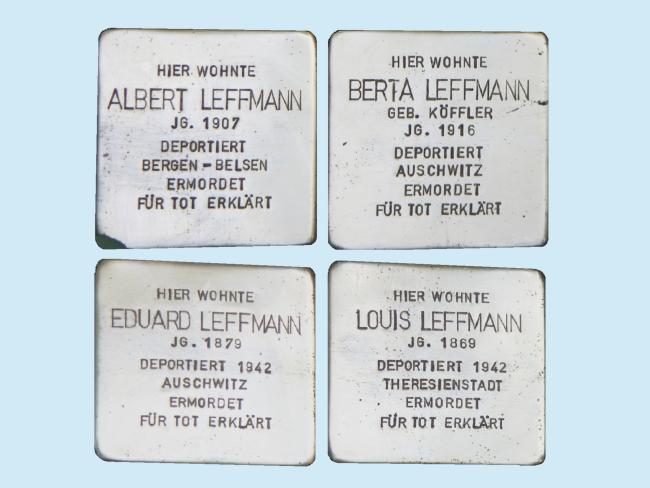 HIER WOHNTE
ALBERT LEFFMANN
JG. 1907
DEPORTIERT
BERGEN-BELSEN
ERMORDET
FÜR TOT ERKLÄRT
HIER WOHNTE
BERTA LEFFMANN
GEB. KÖFFLER
JG. 1916
DEPORTIERT
AUSCHWITZ
ERMORDET
FÜR TOT ERKLÄRT
HIER WOHNTE
EDUARD LEFFMANN
JG. 1879
DEPORTIERT 1942
AUSCHWITZ
ERMORDET
FÜR TOT ERKLÄRT
HIER WOHNTE
LOUIS LEFFMANN
JG. 1869
DEPORTIERT 1942
THERESIENSTADT
ERMORDET
FÜR TOT ERKLÄRT